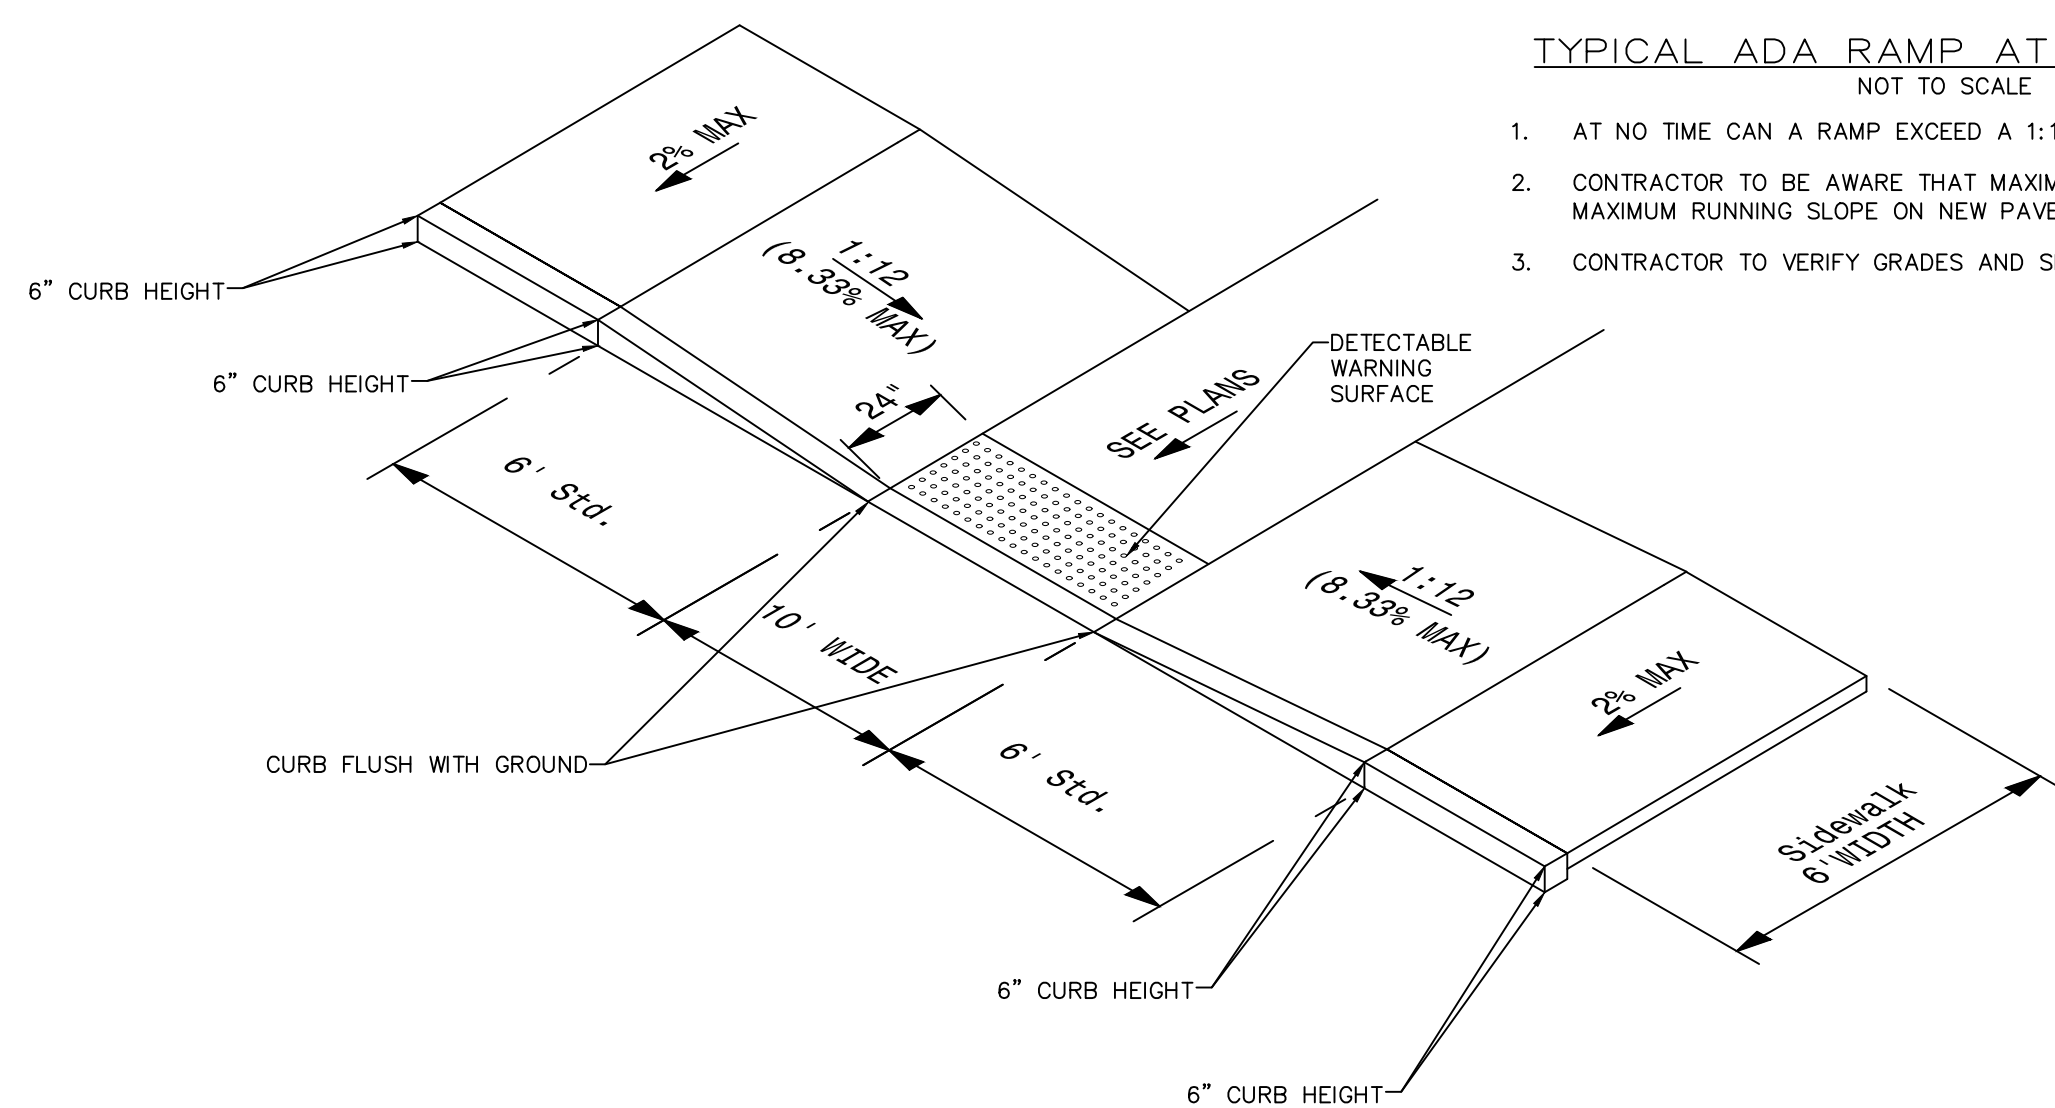 TYPICAL ADA RAMP AT
NOT TO SCALE
1. AT NO TIME CAN A RAMP EXCEED A
2. CONTRACTOR TO BE AWARE THAT
MAXIMUM RUNNING SLOPE ON NEW
3. CONTRACTOR TO VERIFY GRADES AND
2% MAX
1:12
(8.33% MAX)
6” CURB HEIGHT
6” CURB HEIGHT
24"
DETECTABLE
WARNING
SURFACE
SEE PLANS
6' Std.
10' WIDE
1:12
(8.33% MAX)
2% MAX
CURB FLUSH WITH GROUND
6' Std.
Sidewalk
6'WIDTH
6” CURB HEIGHT
6” CURB HEIGHT